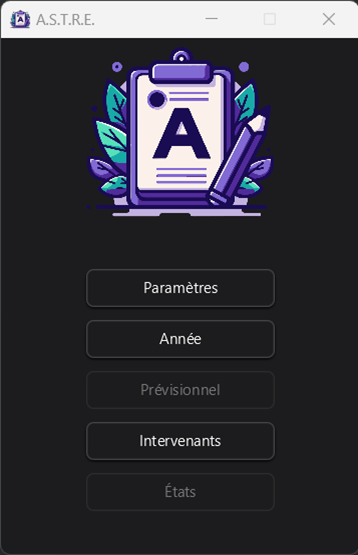 A.S.T.R.E.
A
Paramètres
Année
Prévisionnel
Intervenants
États